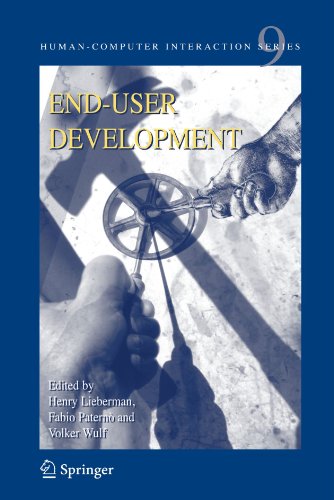 HUMAN-COMPUTER INTERACTION SERIES 9
END-USER
DEVELOPMENT
Edited by
Henry Lieberman,
Fabio Paternò and
Volker Wulf
Springer